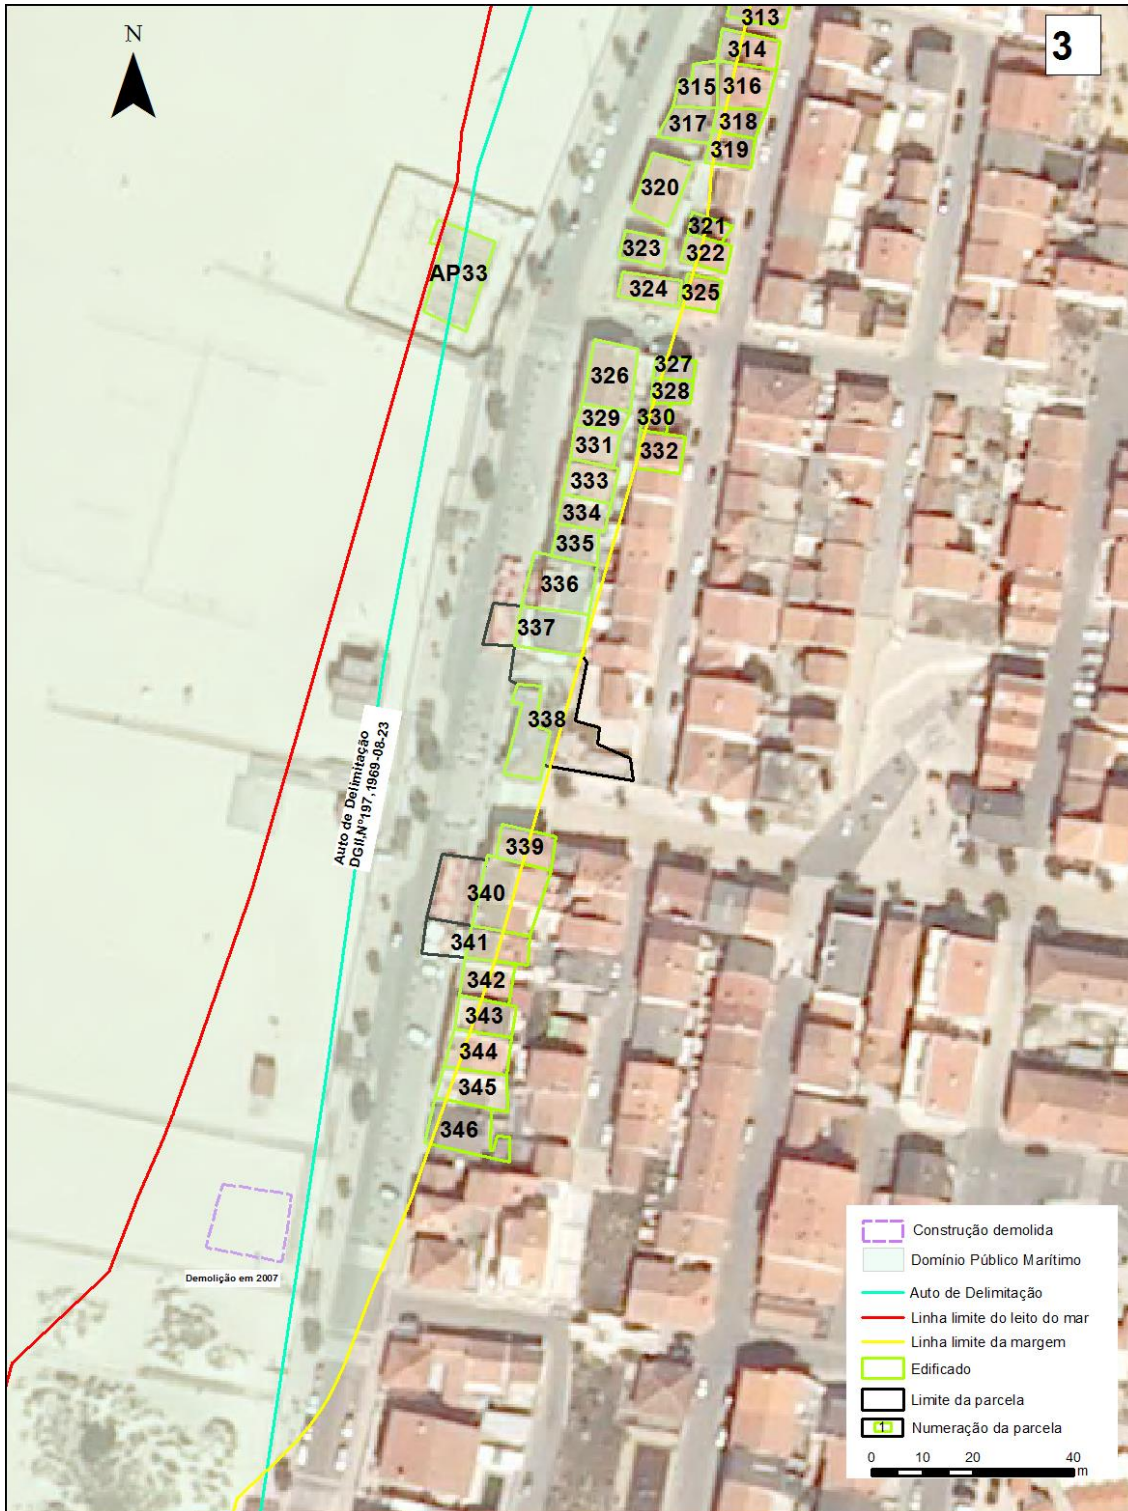 N
3
313
314
315
316
317
318
319
320
321
322
323
324
325
AP33
326
327
328
329
330
331
332
333
334
335
336
337
338
Auto de Delimitação
DGII,Nº197,1969-08-23
339
340
341
342
343
344
345
346
Demolição em 2007
Construção demolida
Domínio Público Marítimo
Auto de Delimitação
Linha limite do leito do mar
Linha limite da margem
Edificado
Limite da parcela
1 Numeração da parcela
0 10 20 40
m